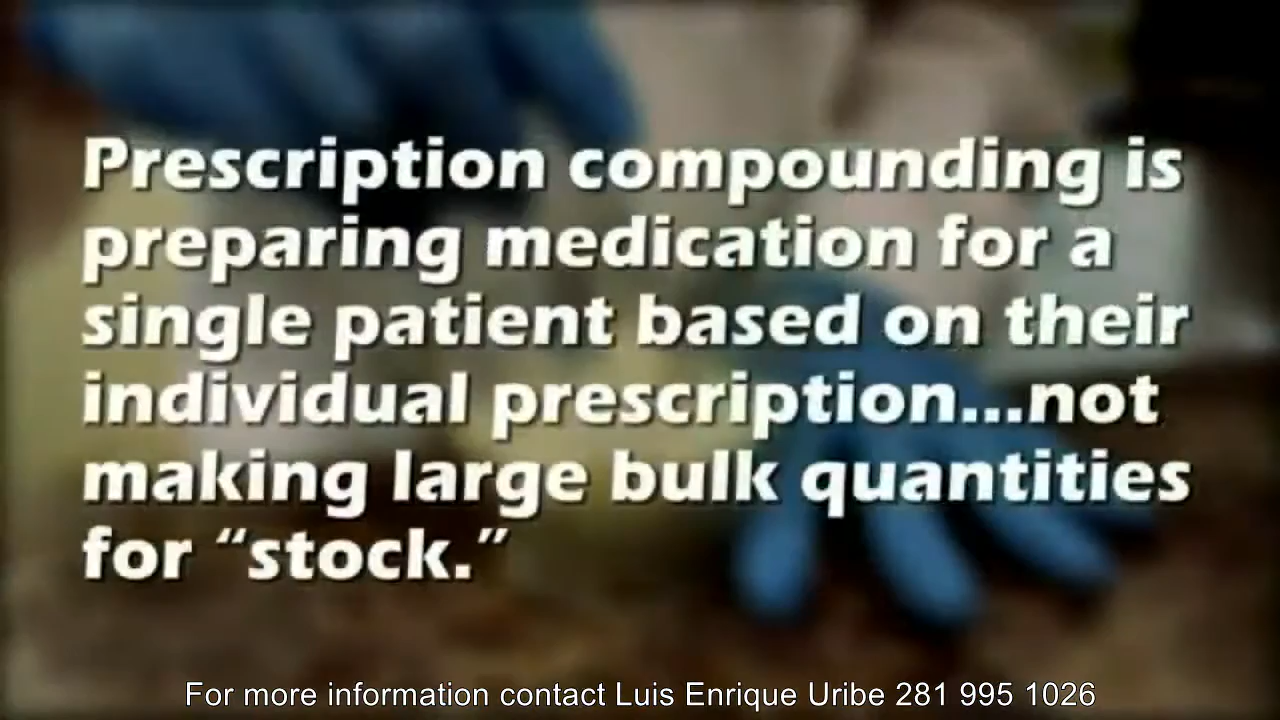 Prescription compounding is
preparing medication for a
single patient based on their
individual prescription...not
making large bulk quantities
for “stock.”
For more information contact Luis Enrique Uribe 281 995 1026